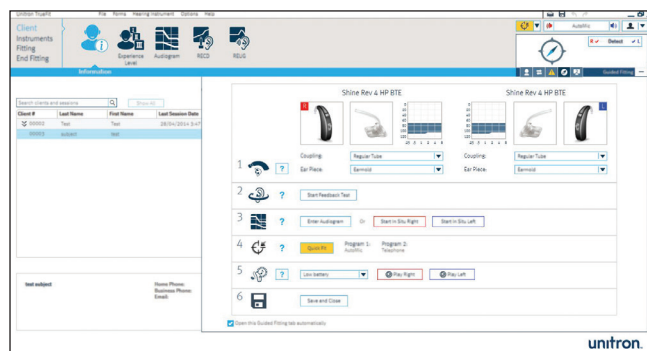 Unitron TrueFit
File Forms Hearing Instrument Options Help
Client
Instruments
Fitting
End Fitting
Experience Level
Audiogram
RECD
REUG
Information
AutoMic
R Detect L
Guided Fitting
Search clients and sessions
Show All
Client # Last Name First Name Last Session Date
00002 Test Test
00003 subject test
Shine Rev 4 HP BTE
Shine Rev 4 HP BTE
R
L
Coupling: Regular Tube
Coupling: Regular Tube
Ear Piece: Earmold
Ear Piece: Earmold
1 ?
2 ? Start Feedback Test
3 ? Enter Audiogram Or Start In Situ Right Start In Situ Left
4 ? Quick Fit Program 1: AutoMic Program 2: Telephone
5 ? Low battery Play Right Play Left
6 Save and Close
test subject
Home Phone:
Business Phone:
Email:
Open this Guided Fitting tab automatically
unitron.